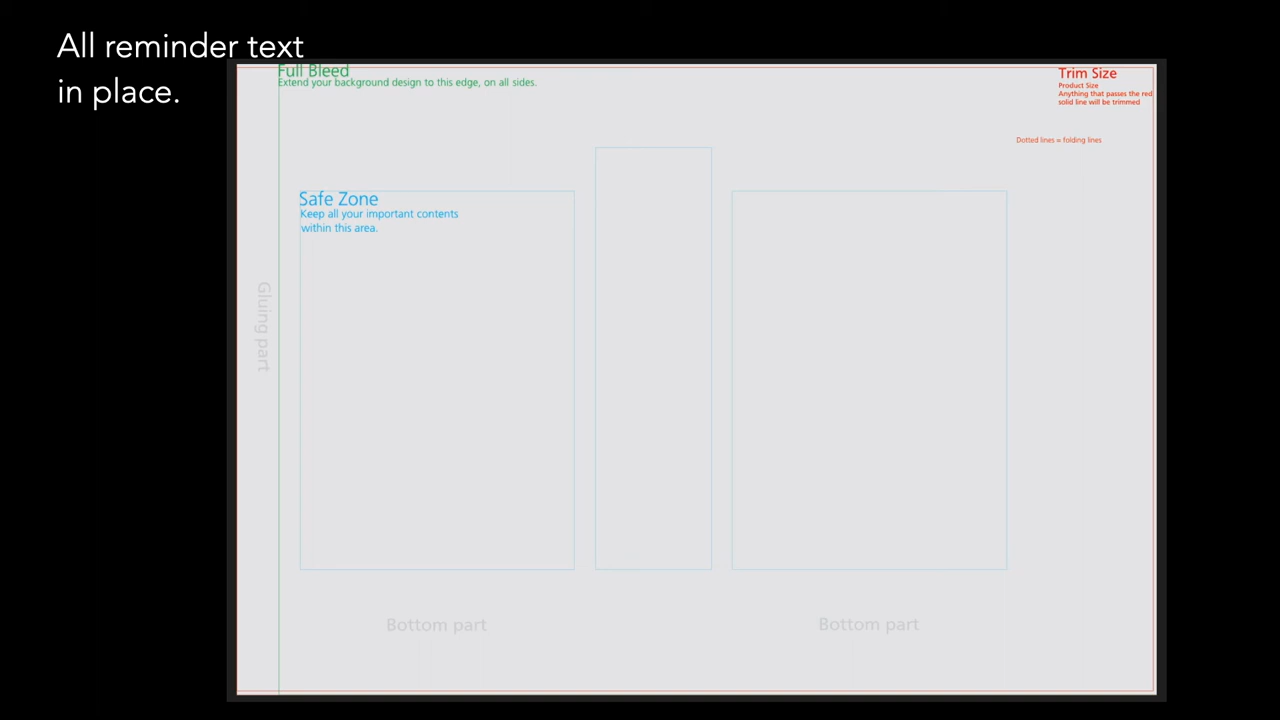 All reminder text
in place.
Full Bleed
Extend your background design to this edge, on all sides.
Trim Size
Product Size
Anything that passes the red
solid line will be trimmed
Dotted lines = folding lines
Safe Zone
Keep all your important contents
within this area.
Gluing part
Bottom part
Bottom part